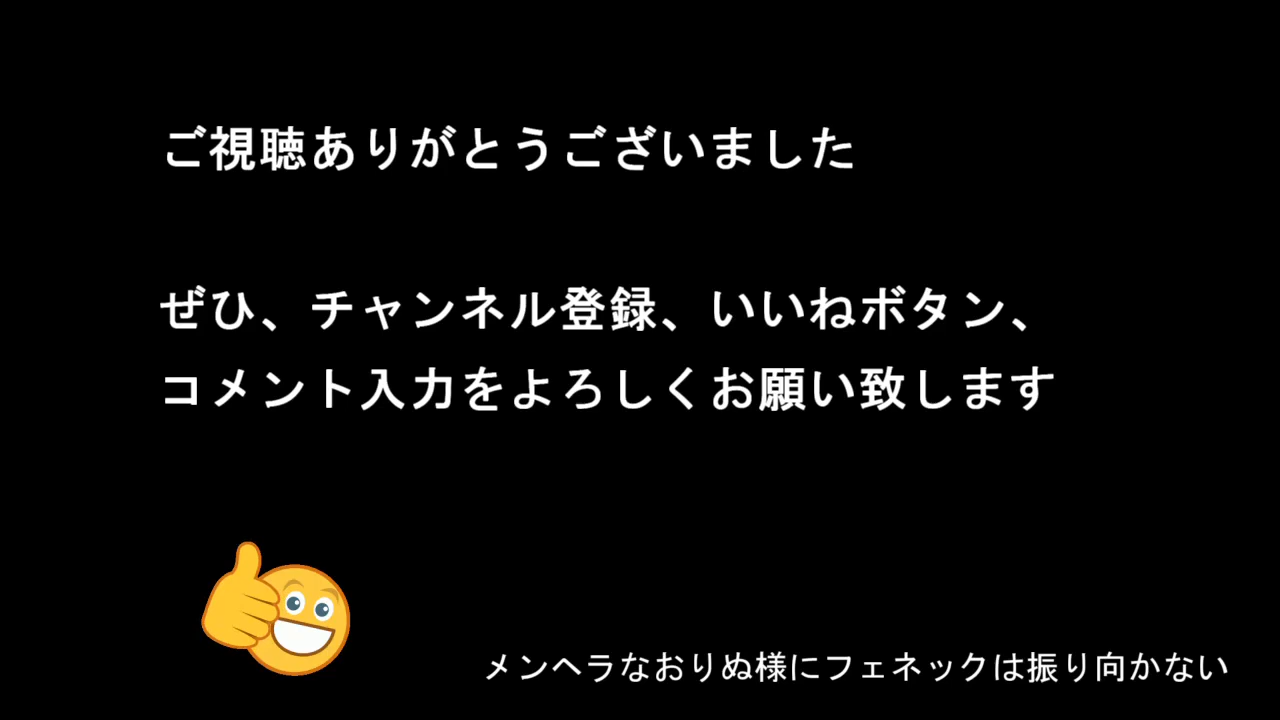 ご視聴ありがとうございました
ぜひ、チャンネル登録、いいねボタン、
コメント入力をよろしくお願い致します
メンヘラなおりぬ様にフェネックは振り向かない